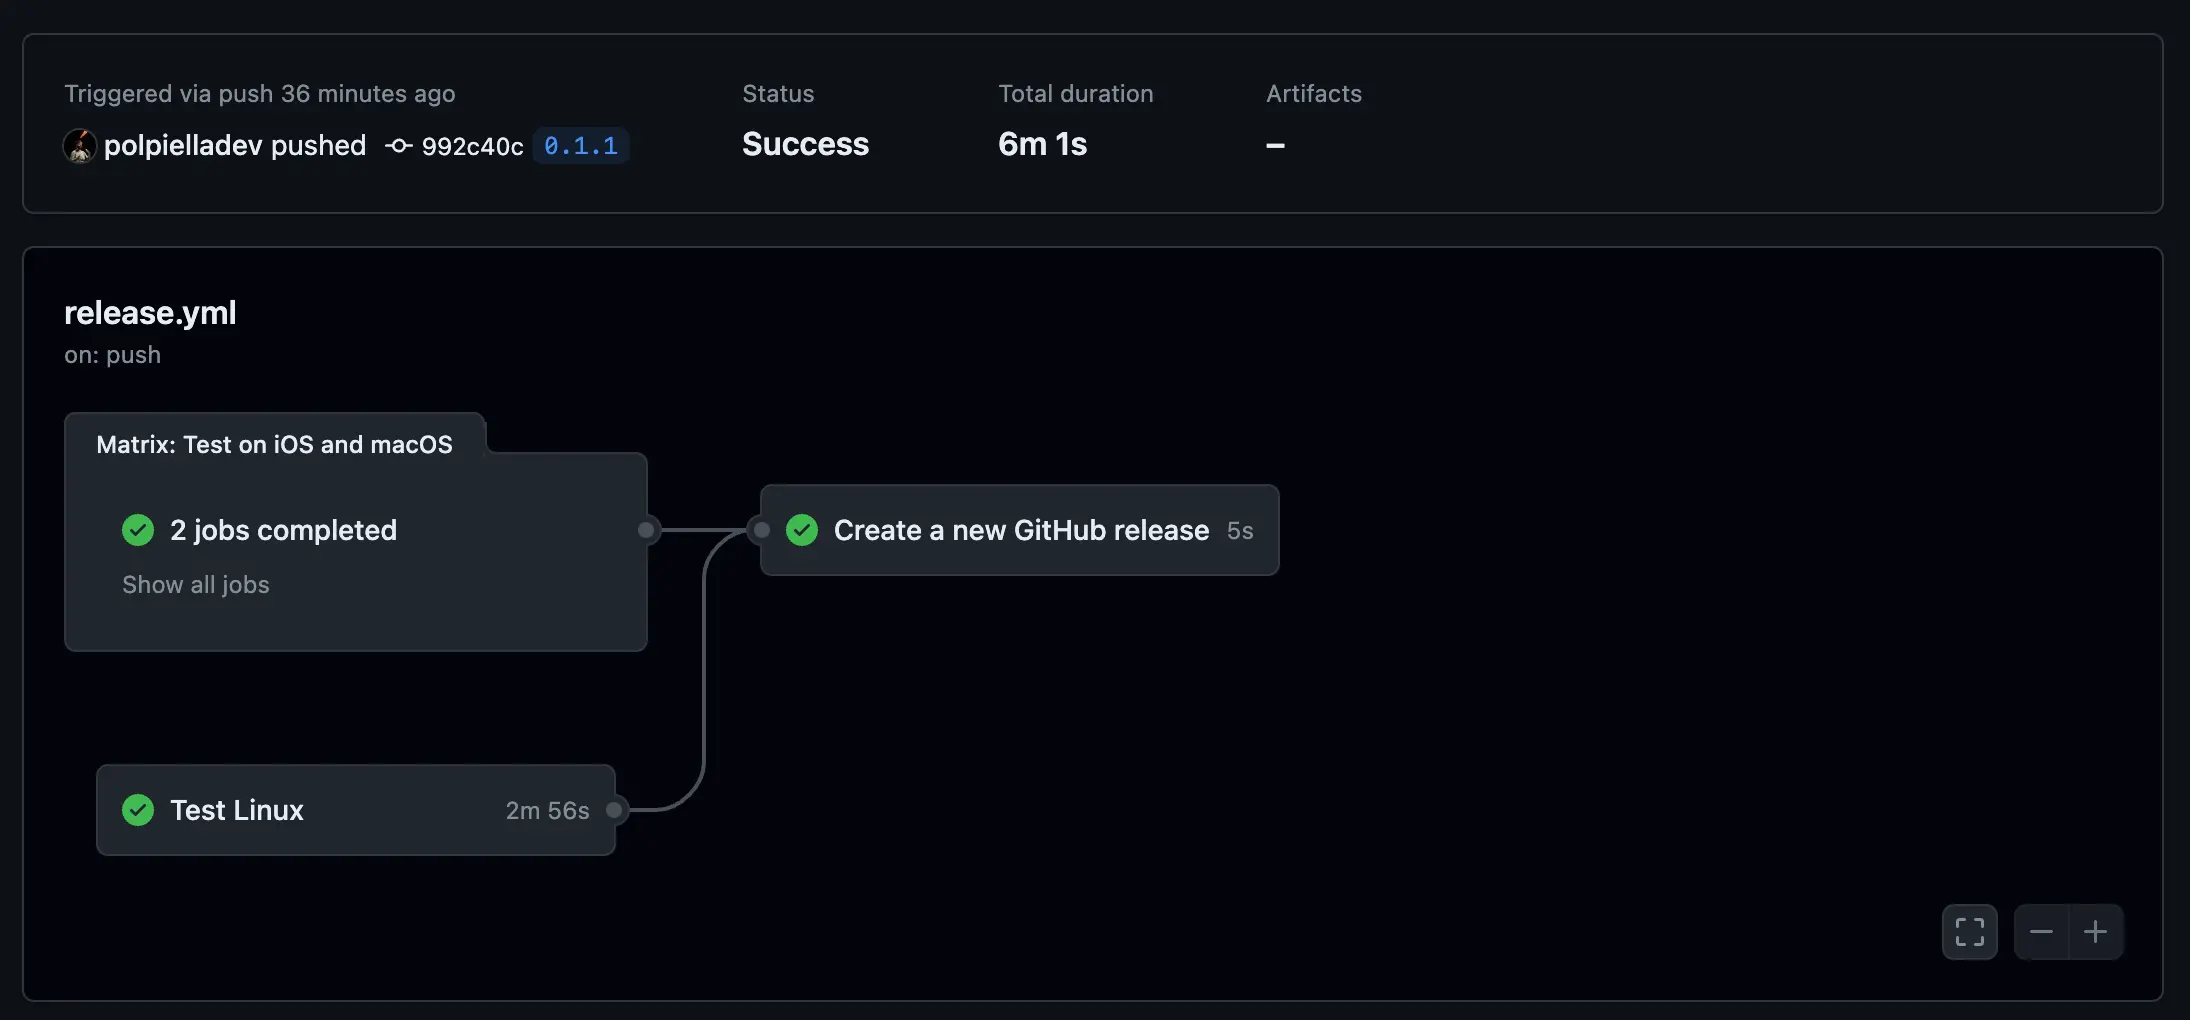 Triggered via push 36 minutes ago
polpielladev pushed 992c40c 0.1.1
Status
Success
Total duration
6m 1s
Artifacts
–
release.yml
on: push
Matrix: Test on iOS and macOS
2 jobs completed
Show all jobs
Create a new GitHub release 5s
Test Linux 2m 56s